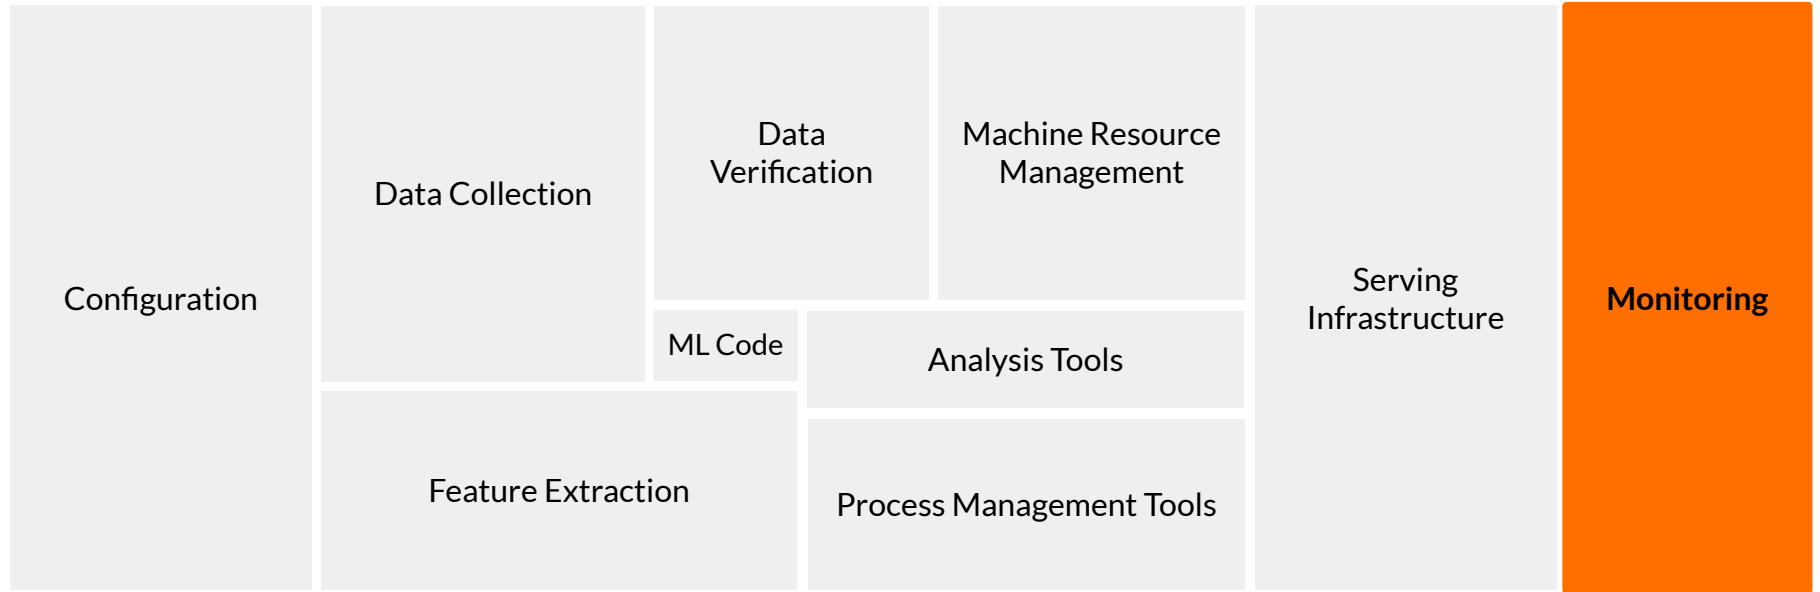 Configuration
Data Collection
Data
Verification
Machine Resource
Management
ML Code
Analysis Tools
Feature Extraction
Process Management Tools
Serving
Infrastructure
Monitoring